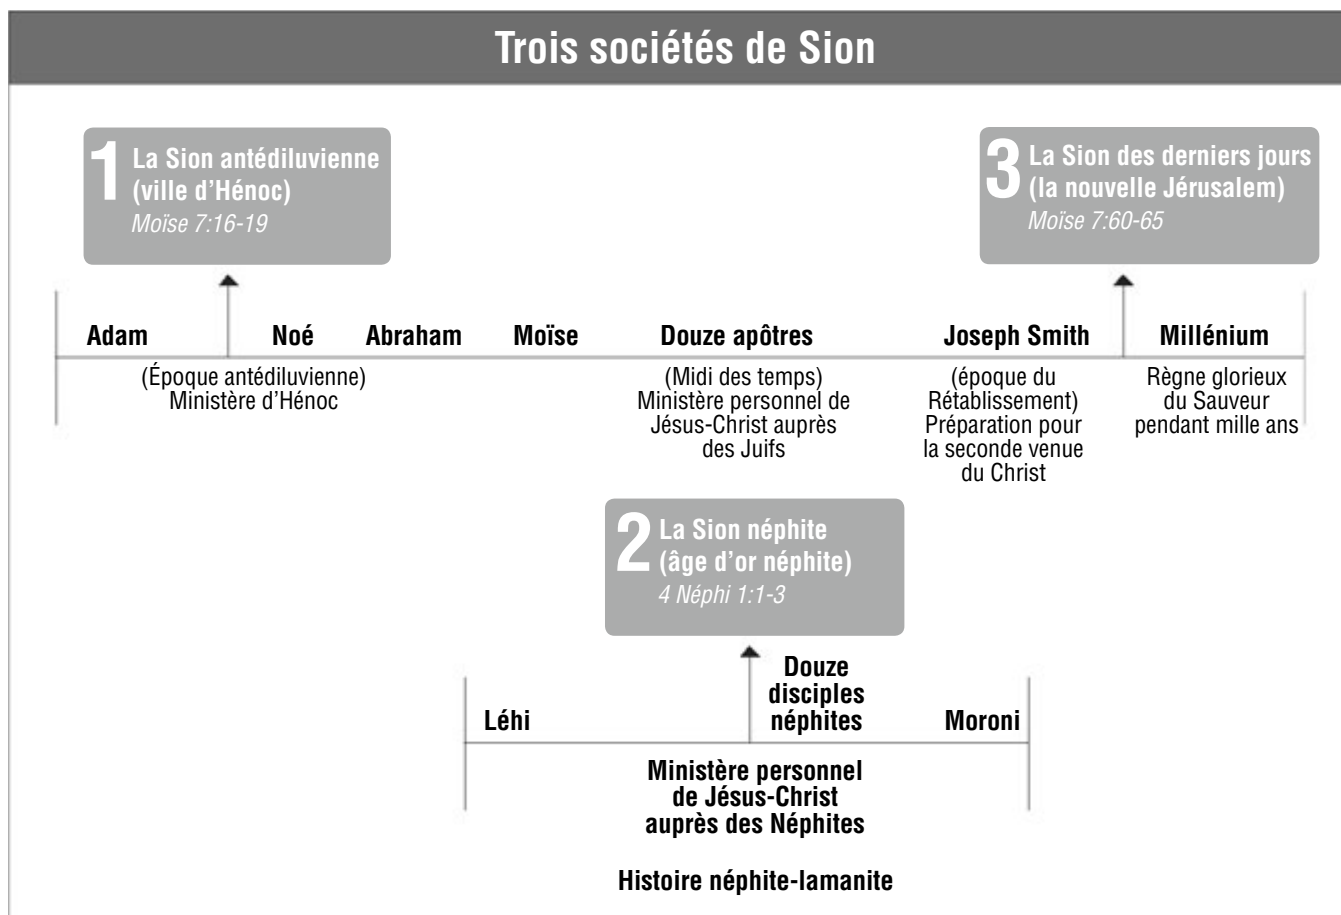 Trois sociétés de Sion
1 La Sion antédiluvienne
(ville d’Hénoc)
Moïse 7:16-19
3 La Sion des derniers jours
(la nouvelle Jérusalem)
Moïse 7:60-65
Adam Noé Abraham Moïse Douze apôtres Joseph Smith Millénium
(Époque antédiluvienne)
Ministère d’Hénoc
(Midi des temps)
Ministère personnel de
Jésus-Christ auprès
des Juifs
(époque du
Rétablissement)
Préparation pour
la seconde venue
du Christ
Règne glorieux
du Sauveur
pendant mille ans
2 La Sion néphite
(âge d’or néphite)
4 Néphi 1:1-3
Léhi
Douze
disciples
néphites
Moroni
Ministère personnel
de Jésus-Christ
auprès des Néphites
Histoire néphite-lamanite